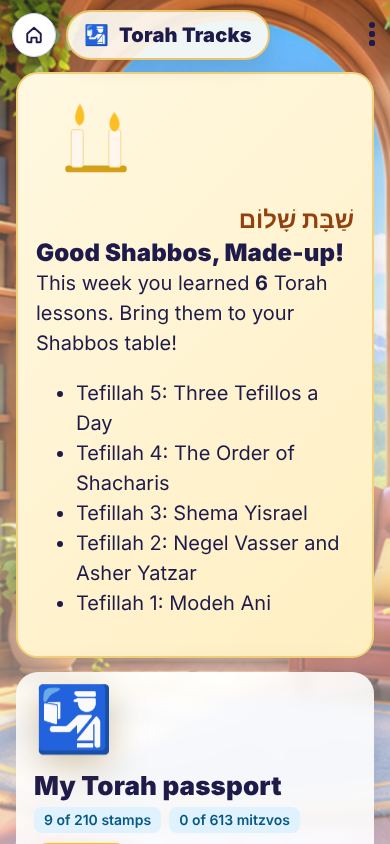 Torah Tracks
שַׁבָּת שָׁלוֹם
Good Shabbos, Made-up!
This week you learned 6 Torah
lessons. Bring them to your
Shabbos table!
• Tefillah 5: Three Tefillos a
Day
• Tefillah 4: The Order of
Shacharis
• Tefillah 3: Shema Yisrael
• Tefillah 2: Negel Vasser and
Asher Yatzar
• Tefillah 1: Modeh Ani
My Torah passport
9 of 210 stamps
0 of 613 mitzvos